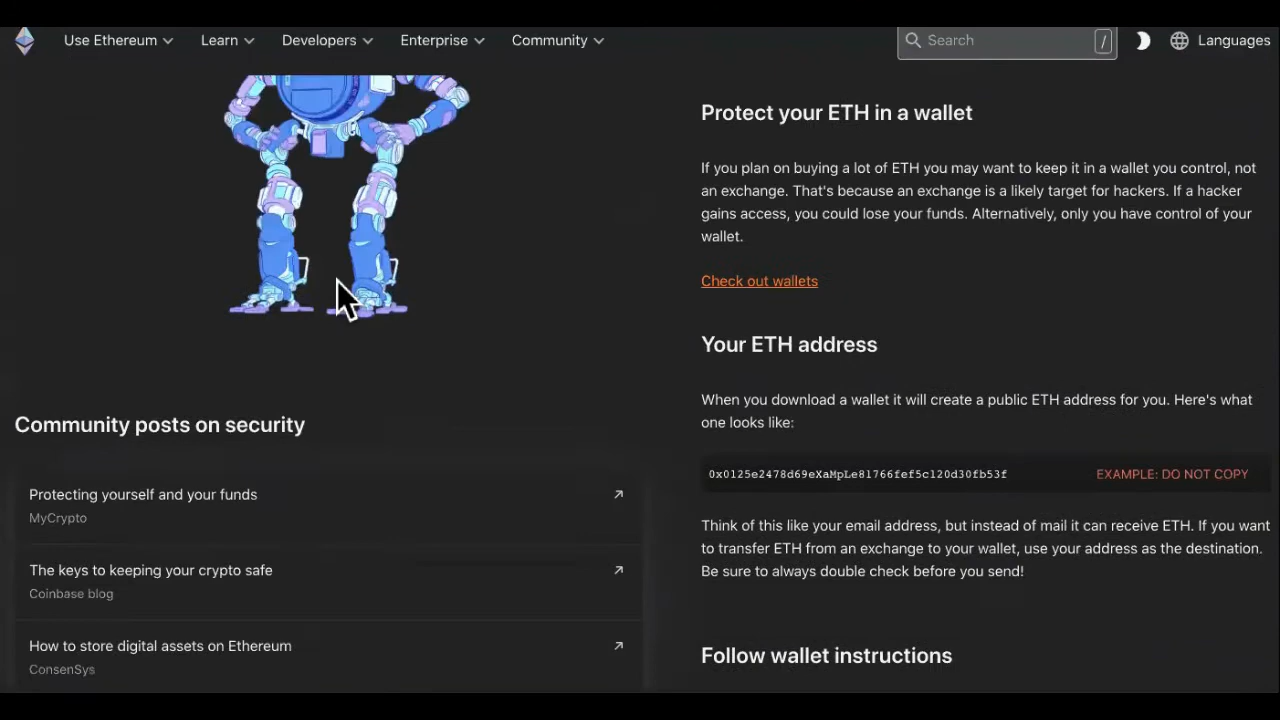 Use Ethereum
Learn
Developers
Enterprise
Community
Search
/
Languages
Protect your ETH in a wallet
If you plan on buying a lot of ETH you may want to keep it in a wallet you control, not
an exchange. That's because an exchange is a likely target for hackers. If a hacker
gains access, you could lose your funds. Alternatively, only you have control of your
wallet.
Check out wallets
Your ETH address
When you download a wallet it will create a public ETH address for you. Here's what
one looks like:
0x0125e2478d69eXaMpLe81766fef5c120d30fb53f
EXAMPLE: DO NOT COPY
Think of this like your email address, but instead of mail it can receive ETH. If you want
to transfer ETH from an exchange to your wallet, use your address as the destination.
Be sure to always double check before you send!
Follow wallet instructions
Community posts on security
Protecting yourself and your funds
MyCrypto
The keys to keeping your crypto safe
Coinbase blog
How to store digital assets on Ethereum
ConsenSys